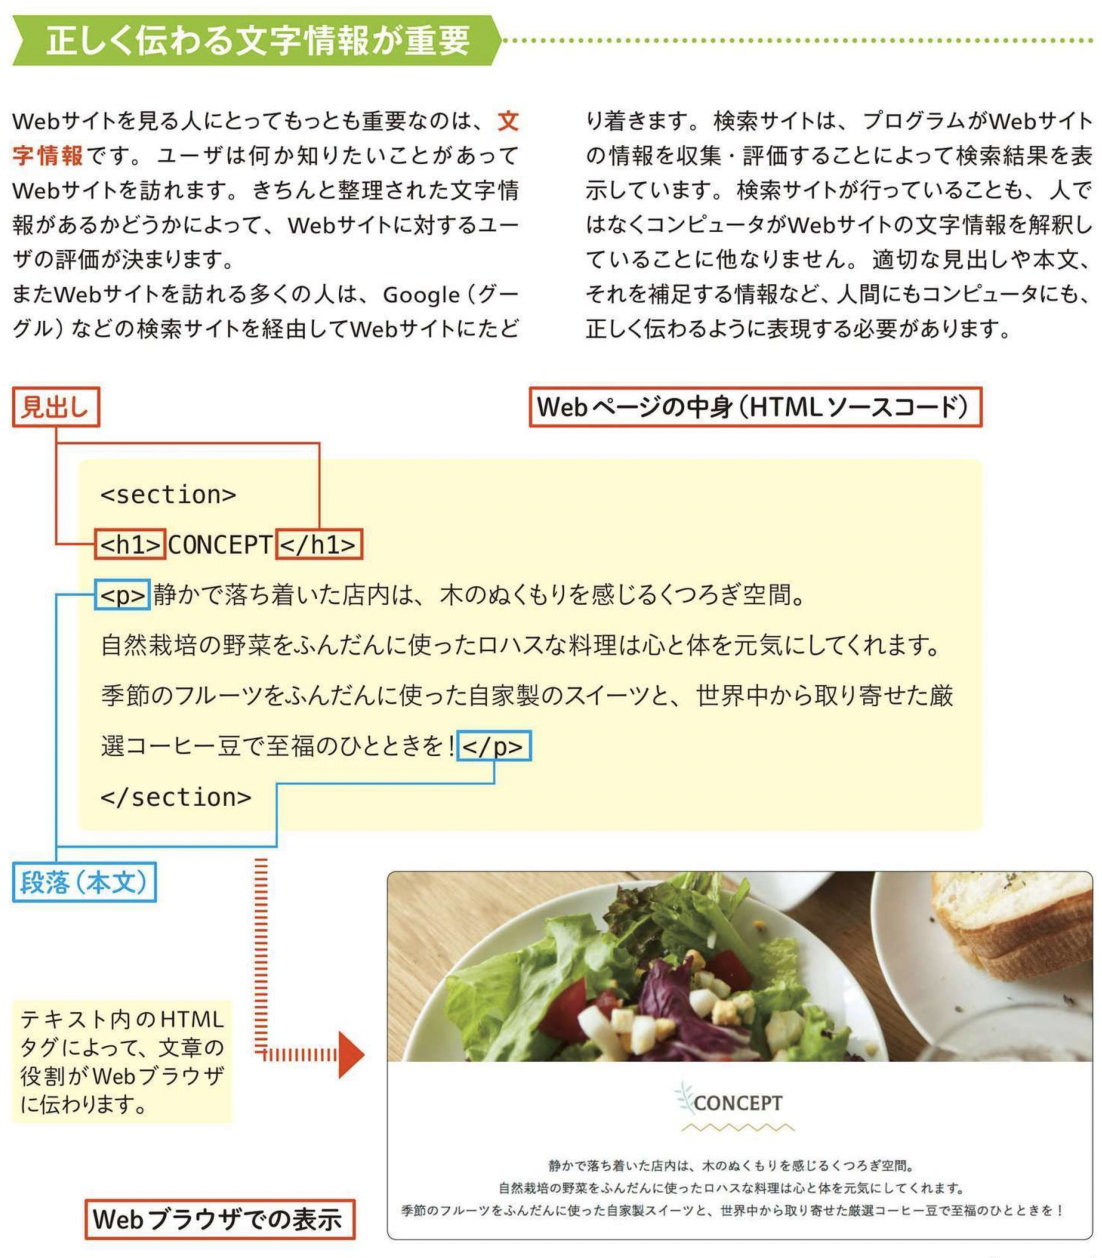 正しく伝わる文字情報が重要
Webサイトを見る人にとってもっとも重要なのは、文
字情報です。ユーザは何か知りたいことがあって
Webサイトを訪れます。きちんと整理された文字情
報があるかどうかによって、Webサイトに対するユー
ザの評価が決まります。
またWebサイトを訪れる多くの人は、Google（グー
グル）などの検索サイトを経由してWebサイトにたど
り着きます。検索サイトは、プログラムがWebサイト
の情報を収集・評価することによって検索結果を表
示しています。検索サイトが行っていることも、人で
はなくコンピュータがWebサイトの文字情報を解釈し
ていることに他なりません。適切な見出しや本文、
それを補足する情報など、人間にもコンピュータにも、
正しく伝わるように表現する必要があります。
見出し
Webページの中身（HTMLソースコード）
<section>
<h1>CONCEPT</h1>
<p>静かで落ち着いた店内は、木のぬくもりを感じるくつろぎ空間。
自然栽培の野菜をふんだんに使ったロハスな料理は心と体を元気にしてくれます。
季節のフルーツをふんだんに使った自家製のスイーツと、世界中から取り寄せた厳
選コーヒー豆で至福のひとときを！</p>
</section>
段落（本文）
テキスト内のHTML
タグによって、文章の
役割がWebブラウザ
に伝わります。
CONCEPT
静かで落ち着いた店内は、木のぬくもりを感じるくつろぎ空間。
自然栽培の野菜をふんだんに使ったロハスな料理は心と体を元気にしてくれます。
季節のフルーツをふんだんに使った自家製スイーツと、世界中から取り寄せた厳選コーヒー豆で至福のひとときを！
Webブラウザでの表示